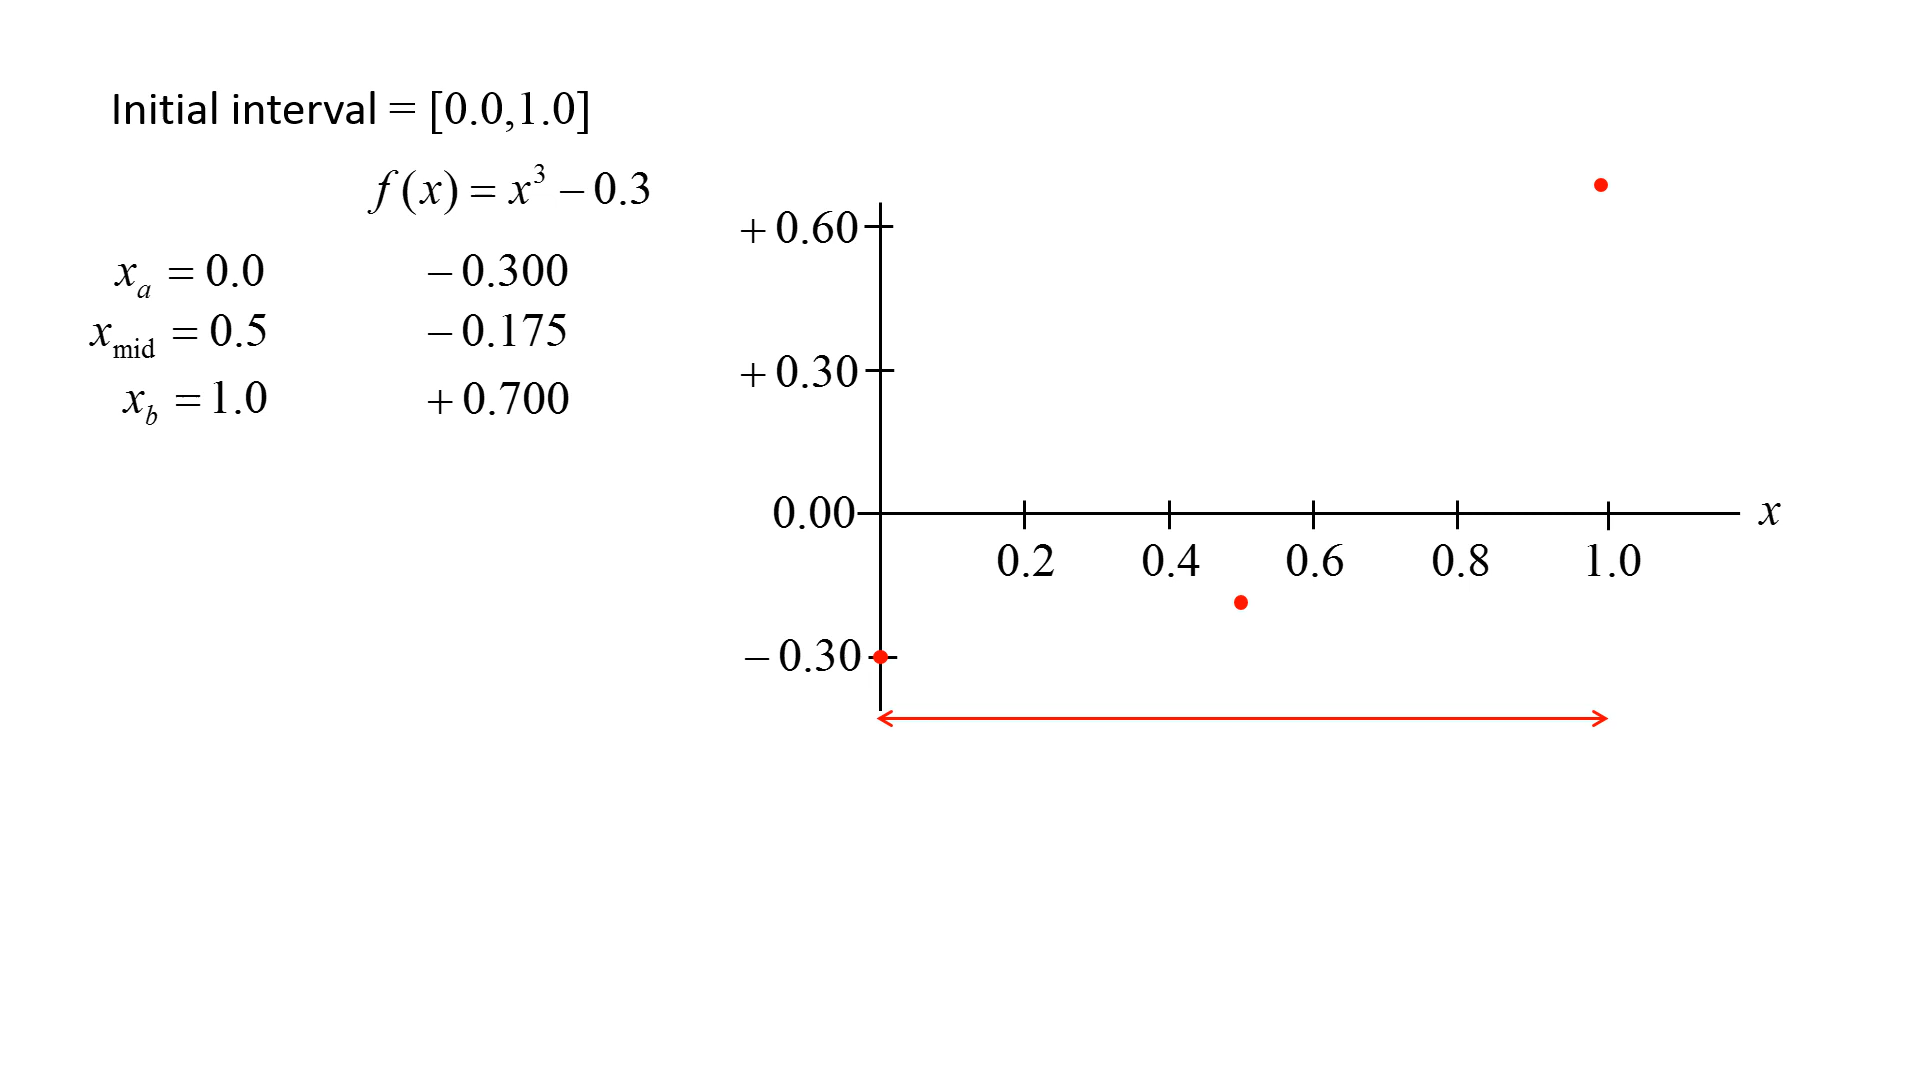 Initial interval = [0.0,1.0]
f(x) = x³ − 0.3
xₐ = 0.0 − 0.300
x_mid = 0.5 − 0.175
x_b = 1.0 + 0.700
+ 0.60
+ 0.30
0.00
x
0.2 0.4 0.6 0.8 1.0
− 0.30